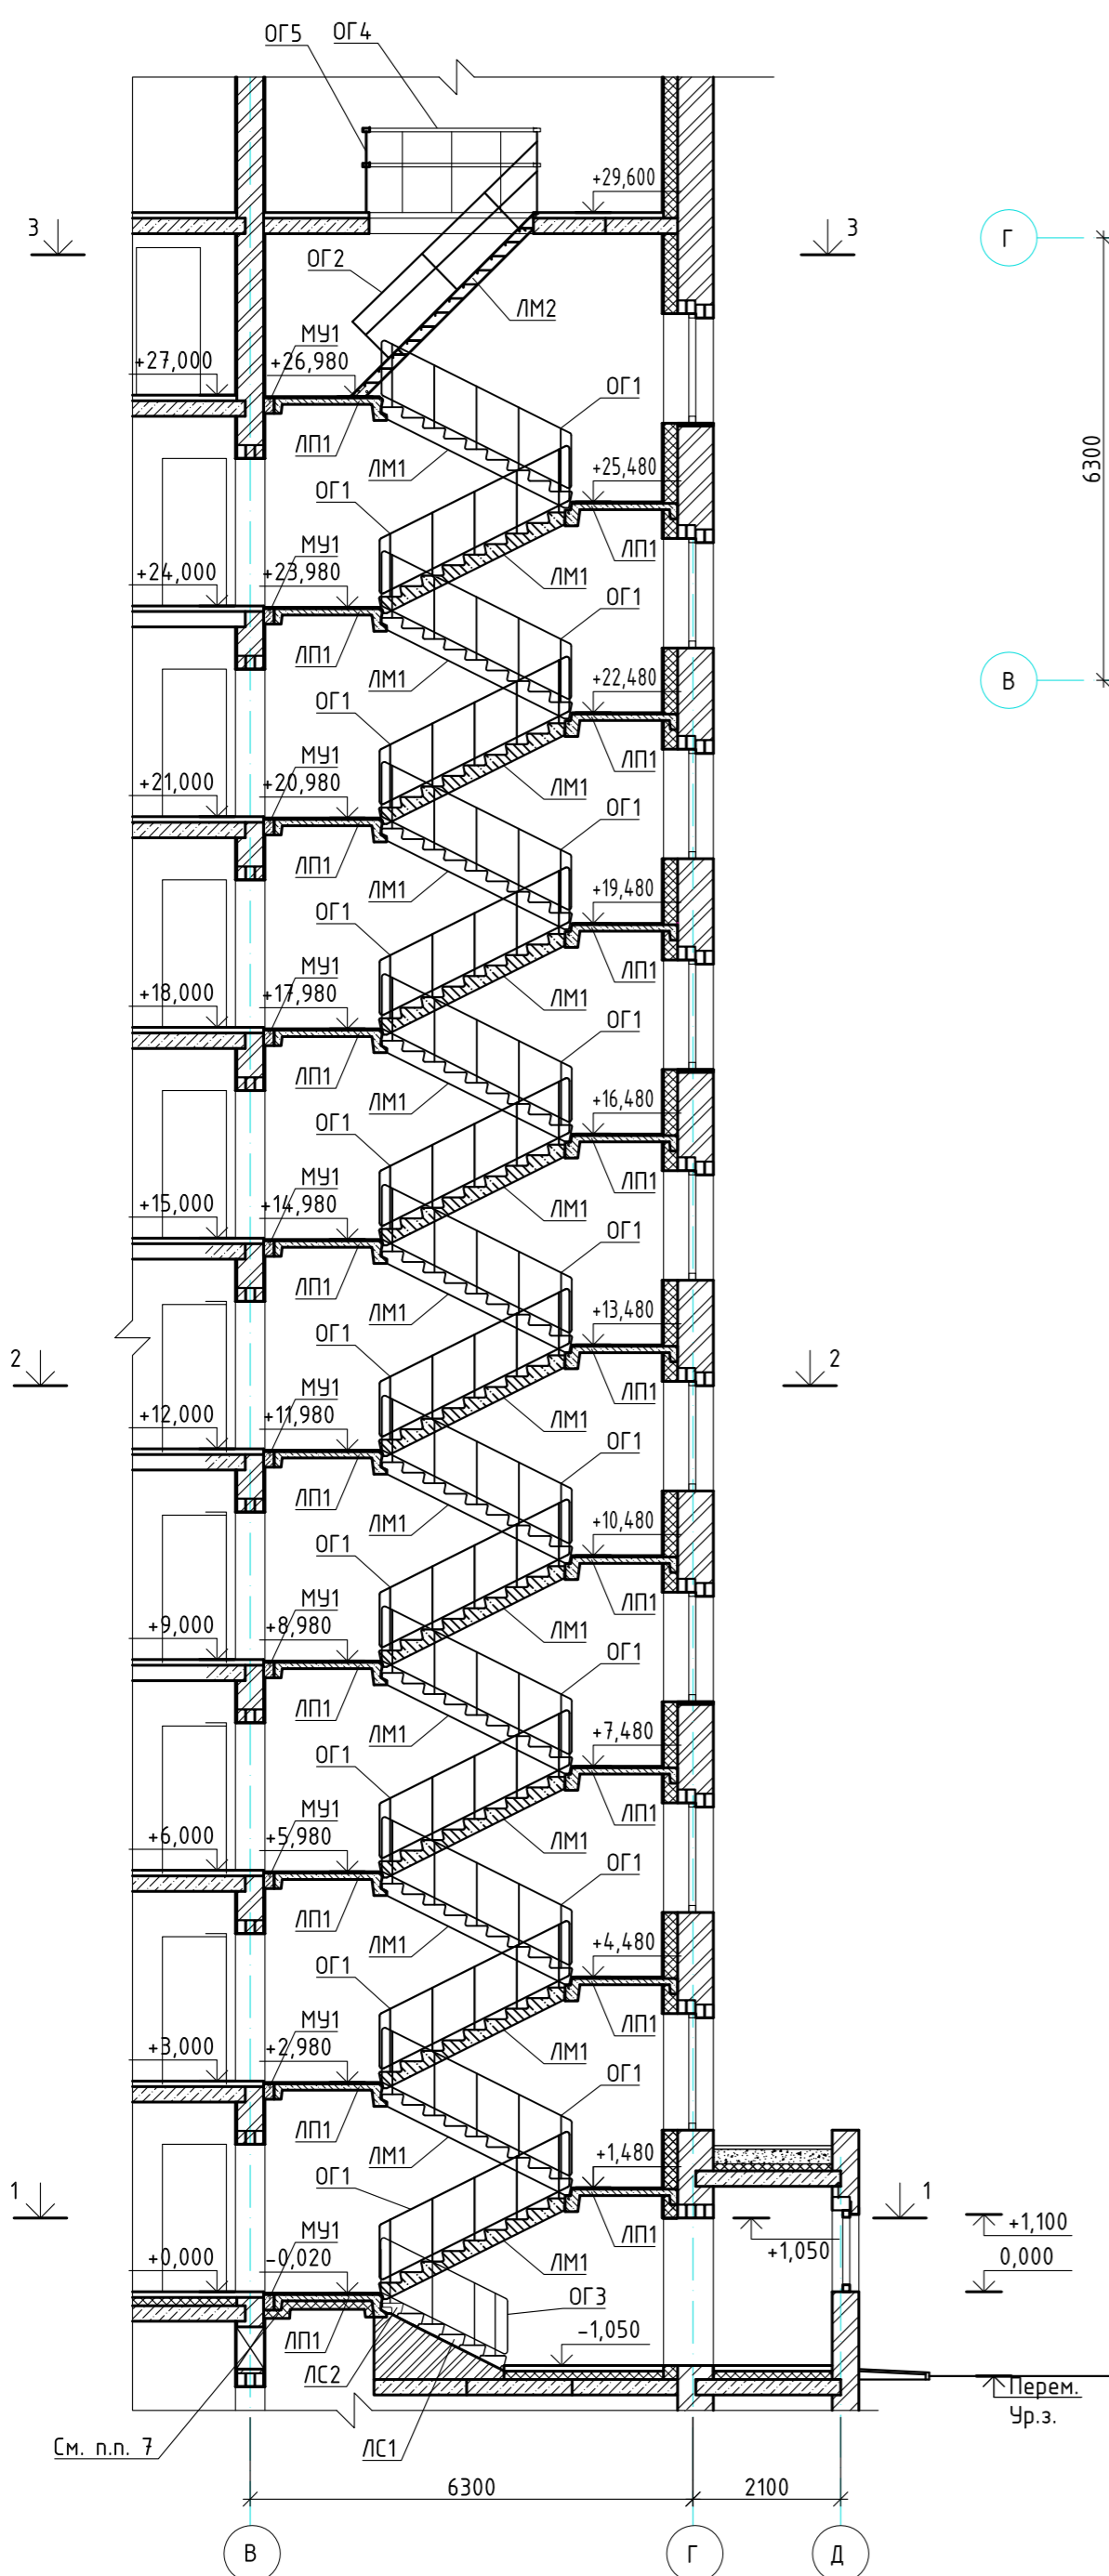 ОГ5 ОГ4
+29,600
3 3
Г
ОГ2
ЛМ2
МУ1
+27,000 +26,980
ОГ1
ЛП1
ЛМ1
+25,480
6300
ОГ1
МУ1
ЛП1
+24,000 +23,980
ЛМ1
ОГ1
ЛП1
ЛМ1
+22,480
В
ОГ1
МУ1
ЛП1
+21,000 +20,980
ЛМ1
ОГ1
ЛП1
ЛМ1
+19,480
ОГ1
МУ1
ЛП1
+18,000 +17,980
ЛМ1
ОГ1
ЛП1
ЛМ1
+16,480
ОГ1
МУ1
ЛП1
+15,000 +14,980
ЛМ1
ОГ1
ЛП1
ЛМ1
+13,480
ОГ1
2 2
МУ1
ЛП1
+12,000 +11,980
ЛМ1
ОГ1
ЛП1
ЛМ1
+10,480
ОГ1
МУ1
ЛП1
+9,000 +8,980
ЛМ1
ОГ1
ЛП1
ЛМ1
+7,480
ОГ1
МУ1
ЛП1
+6,000 +5,980
ЛМ1
ОГ1
ЛП1
ЛМ1
+4,480
ОГ1
МУ1
ЛП1
+3,000 +2,980
ЛМ1
ОГ1
ЛП1
ЛМ1
+1,480
ОГ1
1 1
МУ1
ЛП1
+1,100
+0,000 -0,020
ЛМ1
+1,050
0,000
ОГ3
-1,050
ЛП1
ЛС2
Перем.
Ур.з.
См. п.п. 7
ЛС1
6300 2100
В Г Д